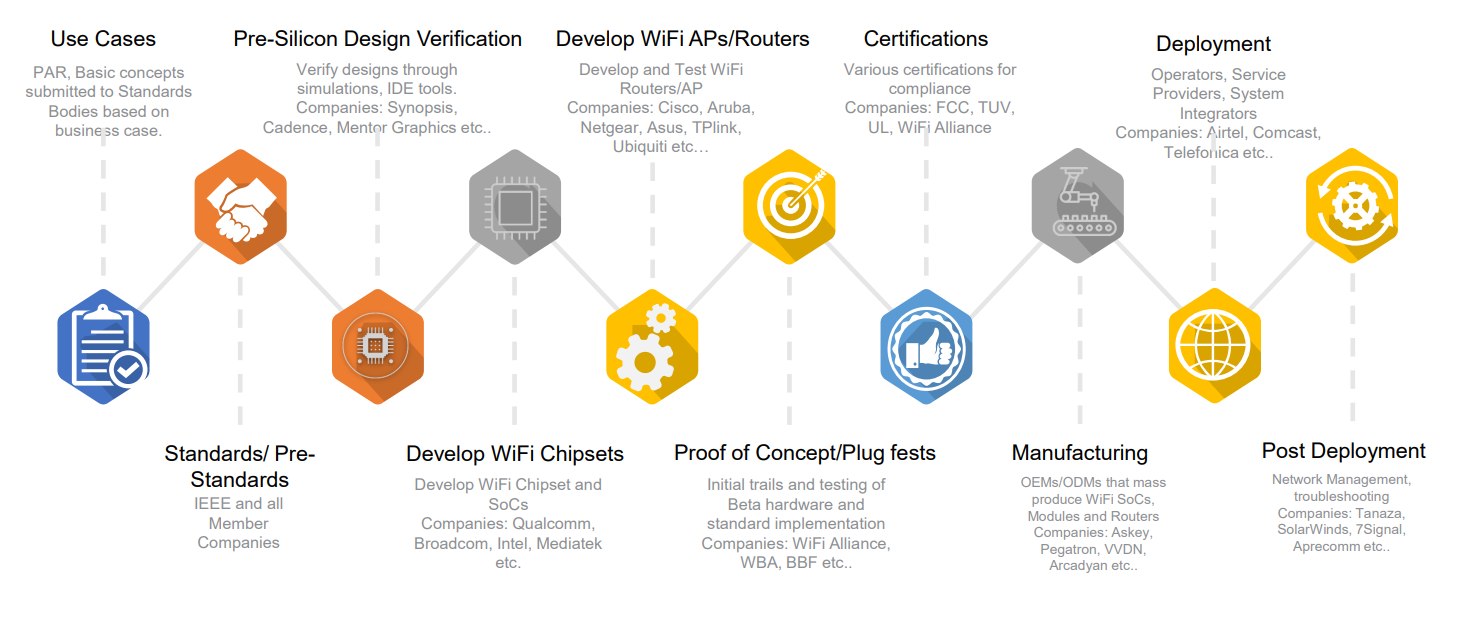 Use Cases
PAR, Basic concepts
submitted to Standards
Bodies based on
business case.
Pre-Silicon Design Verification
Verify designs through
simulations, IDE tools.
Companies: Synopsis,
Cadence, Mentor Graphics etc..
Develop WiFi APs/Routers
Develop and Test WiFi
Routers/AP
Companies: Cisco, Aruba,
Netgear, Asus, TPlink,
Ubiquiti etc…
Certifications
Various certifications for
compliance
Companies: FCC, TUV,
UL, WiFi Alliance
Deployment
Operators, Service
Providers, System
Integrators
Companies: Airtel, Comcast,
Telefonica etc..
Standards/ Pre-
Standards
IEEE and all
Member
Companies
Develop WiFi Chipsets
Develop WiFi Chipset and
SoCs
Companies: Qualcomm,
Broadcom, Intel, Mediatek
etc.
Proof of Concept/Plug fests
Initial trails and testing of
Beta hardware and
standard implementation
Companies: WiFi Alliance,
WBA, BBF etc..
Manufacturing
OEMs/ODMs that mass
produce WiFi SoCs,
Modules and Routers
Companies: Askey,
Pegatron, VVDN,
Arcadyan etc..
Post Deployment
Network Management,
troubleshooting
Companies: Tanaza,
SolarWinds, 7Signal,
Aprecomm etc..